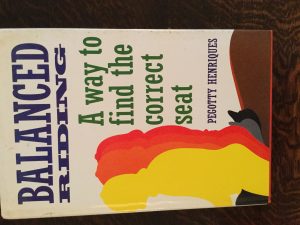 BALANCED
RIDING
A way to
find the
correct
seat
PEGOTTY HENRIQUES